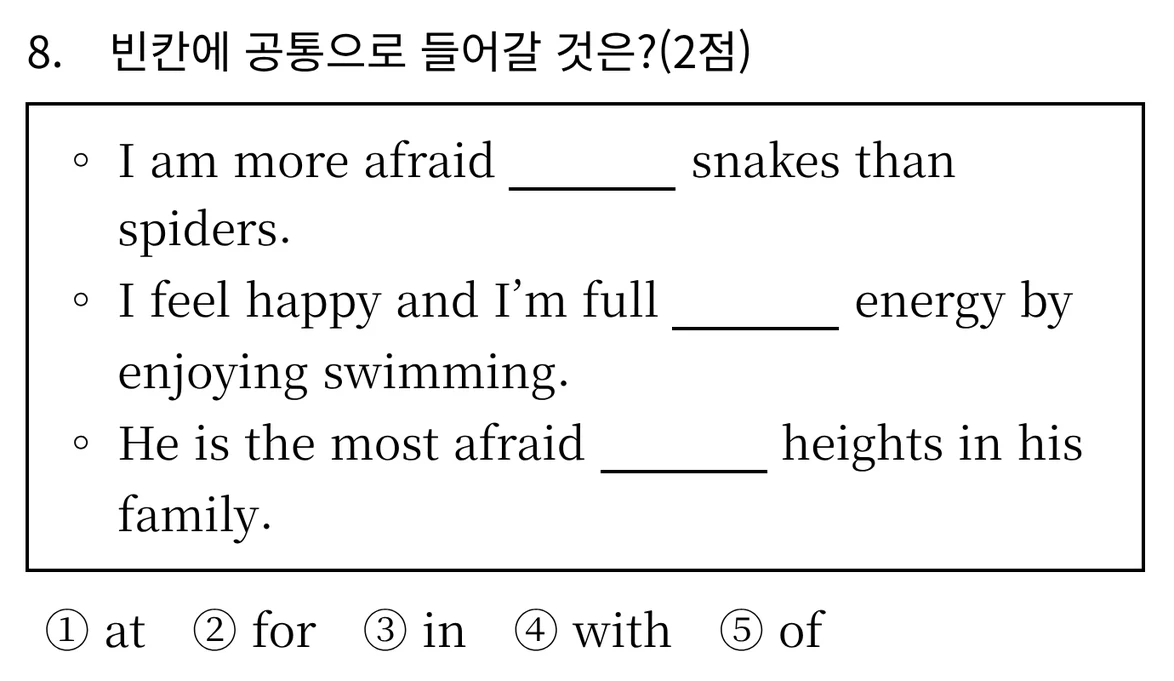 8. 빈칸에 공통으로 들어갈 것은?(2점)
◦ I am more afraid ______ snakes than
spiders.
◦ I feel happy and I’m full ______ energy by
enjoying swimming.
◦ He is the most afraid ______ heights in his
family.
① at ② for ③ in ④ with ⑤ of